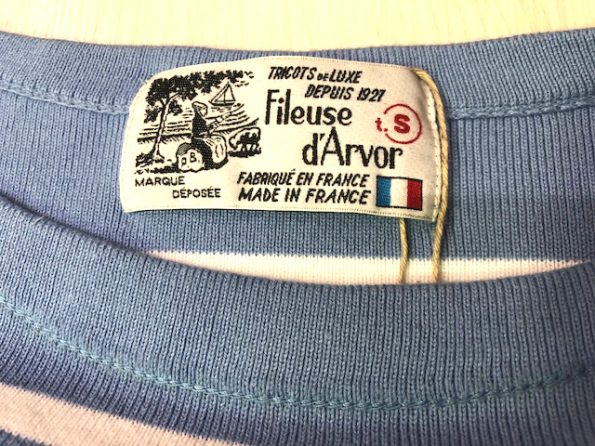 TRICOTS DE LUXE
DEPUIS 1927
Fileuse
d'Arvor
t. S
P.B.
MARQUE
DÉPOSÉE
FABRIQUÉ EN FRANCE
MADE IN FRANCE